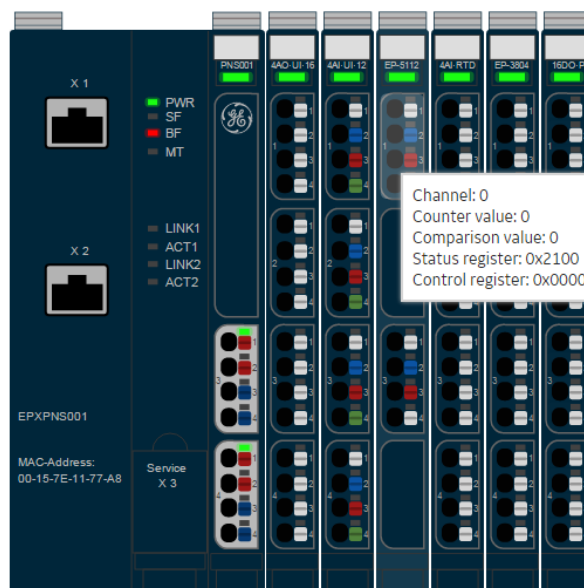 PNS001
4AO-UI-16
4AI-UI-12
EP-5112
4AI-RTD
EP-3804
16DO-P
X 1
PWR
SF
BF
MT
Channel: 0
Counter value: 0
Comparison value: 0
Status register: 0x2100
Control register: 0x0000
LINK1
ACT1
LINK2
ACT2
X 2
EPXPNS001
MAC-Address:
00-15-7E-11-77-A8
Service
X 3